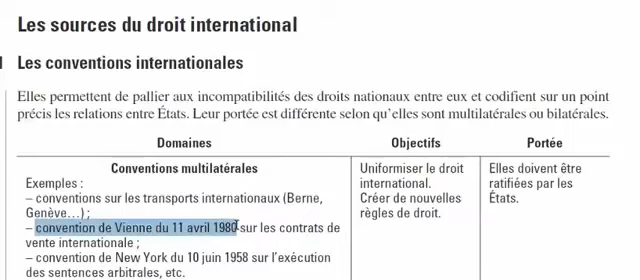 Les sources du droit international
Les conventions internationales
Elles permettent de pallier aux incompatibilités des droits nationaux entre eux et codifient sur un point
précis les relations entre États. Leur portée est différente selon qu'elles sont multilatérales ou bilatérales.
Domaines
Objectifs
Portée
Conventions multilatérales
Exemples :
– conventions sur les transports internationaux (Berne,
Genève…) ;
– convention de Vienne du 11 avril 1980 sur les contrats de
vente internationale ;
– convention de New York du 10 juin 1958 sur l'exécution
des sentences arbitrales, etc.
Uniformiser le droit
international.
Créer de nouvelles
règles de droit.
Elles doivent être
ratifiées par les
États.